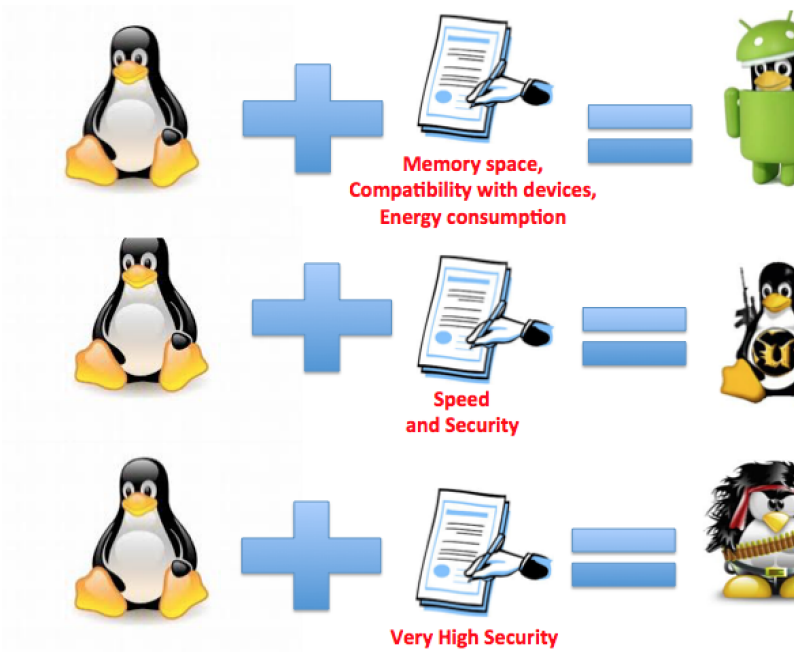 Memory space,
Compatibility with devices,
Energy consumption
Speed
and Security
Very High Security